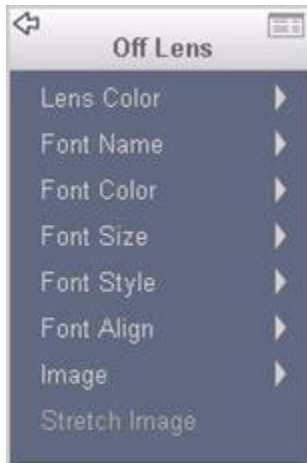 Off Lens
Lens Color
Font Name
Font Color
Font Size
Font Style
Font Align
Image
Stretch Image